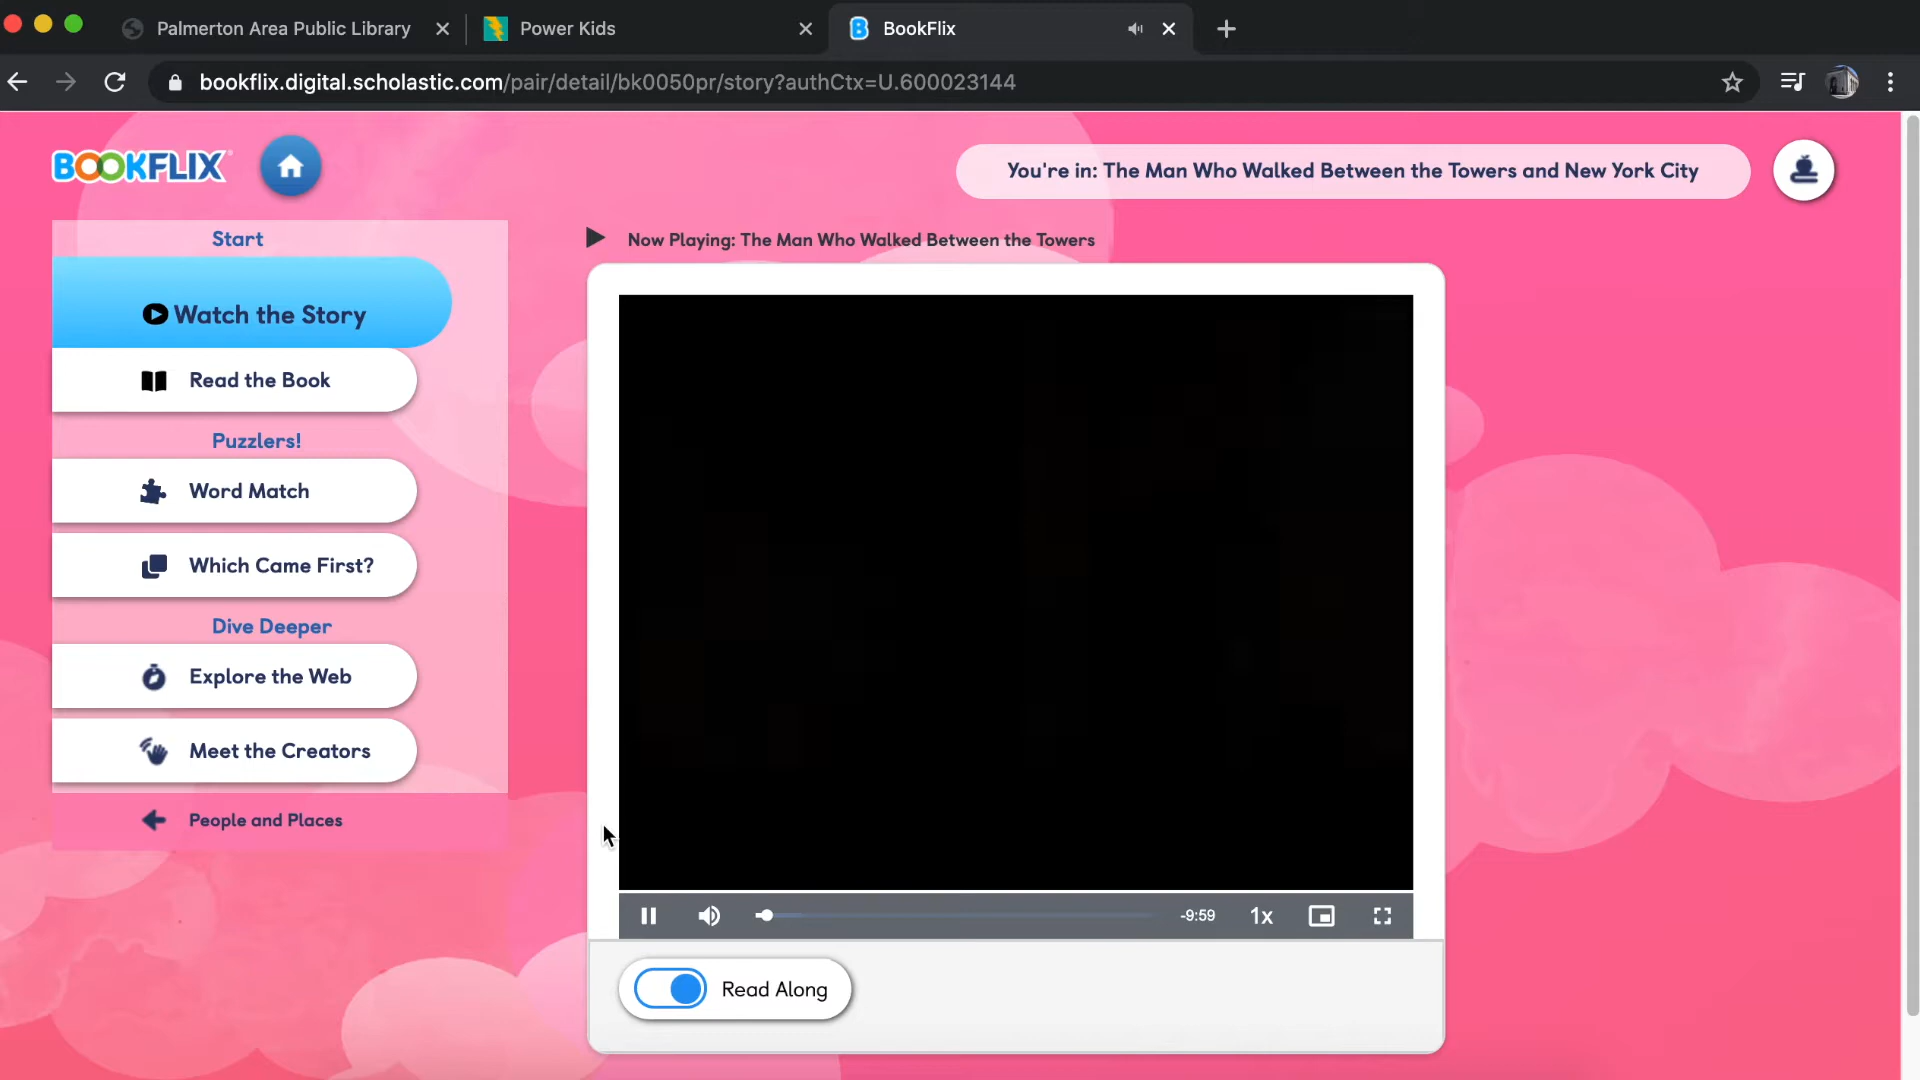 Palmerton Area Public Library
Power Kids
BookFlix
bookflix.digital.scholastic.com/pair/detail/bk0050pr/story?authCtx=U.600023144
BOOKFLIX
You're in: The Man Who Walked Between the Towers and New York City
Start
Now Playing: The Man Who Walked Between the Towers
Watch the Story
Read the Book
Puzzlers!
Word Match
Which Came First?
Dive Deeper
Explore the Web
Meet the Creators
People and Places
-9:59
1x
Read Along